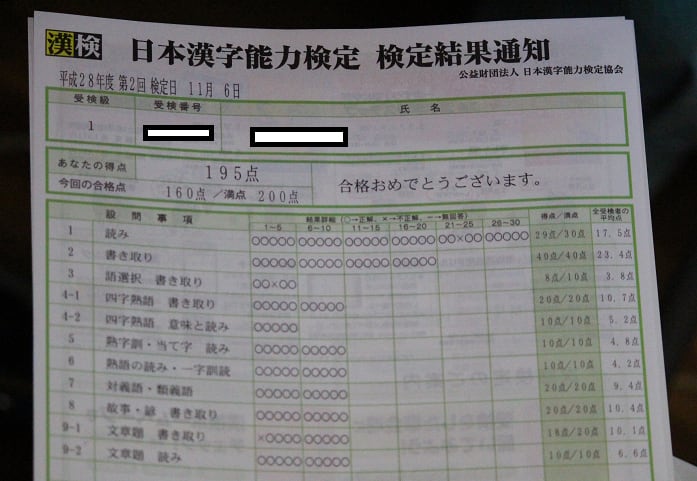 漢検 日本漢字能力検定 検定結果通知
公益財団法人 日本漢字能力検定協会
平成28年度 第2回 検定日 11月 6日
受検級 受検番号 氏名
1
あなたの得点 195点
今回の合格点 160点/満点 200点
合格おめでとうございます。
設問事項 結果詳細(○→正解、×→不正解、-→無回答) 得点/満点 全受検者の平均点
1~5 6~10 11~15 16~20 21~25 26~30
1 読み ○○○○○ ○○○○○ ○○○○○ ○○○○○ ○○×○○ ○○○○○ 29点/30点 17.5点
2 書き取り ○○○○○ ○○○○○ ○○○○○ ○○○○○ 40点/40点 23.4点
3 語選択 書き取り ○○×○○ 8点/10点 3.8点
4-1 四字熟語 書き取り ○○○○○ ○○○○○ 20点/20点 10.7点
4-2 四字熟語 意味と読み ○○○○○ 10点/10点 5.2点
5 熟字訓・当て字 読み ○○○○○ ○○○○○ 10点/10点 4.8点
6 熟語の読み・一字訓読 ○○○○○ ○○○○○ 10点/10点 4.2点
7 対義語・類義語 ○○○○○ ○○○○○ 20点/20点 9.4点
8 故事・諺 書き取り ○○○○○ ○○○○○ 20点/20点 10.4点
9-1 文章題 書き取り ×○○○○ ○○○○○ 18点/20点 10.1点
9-2 文章題 読み ○○○○○ ○○○○○ 10点/10点 6.6点